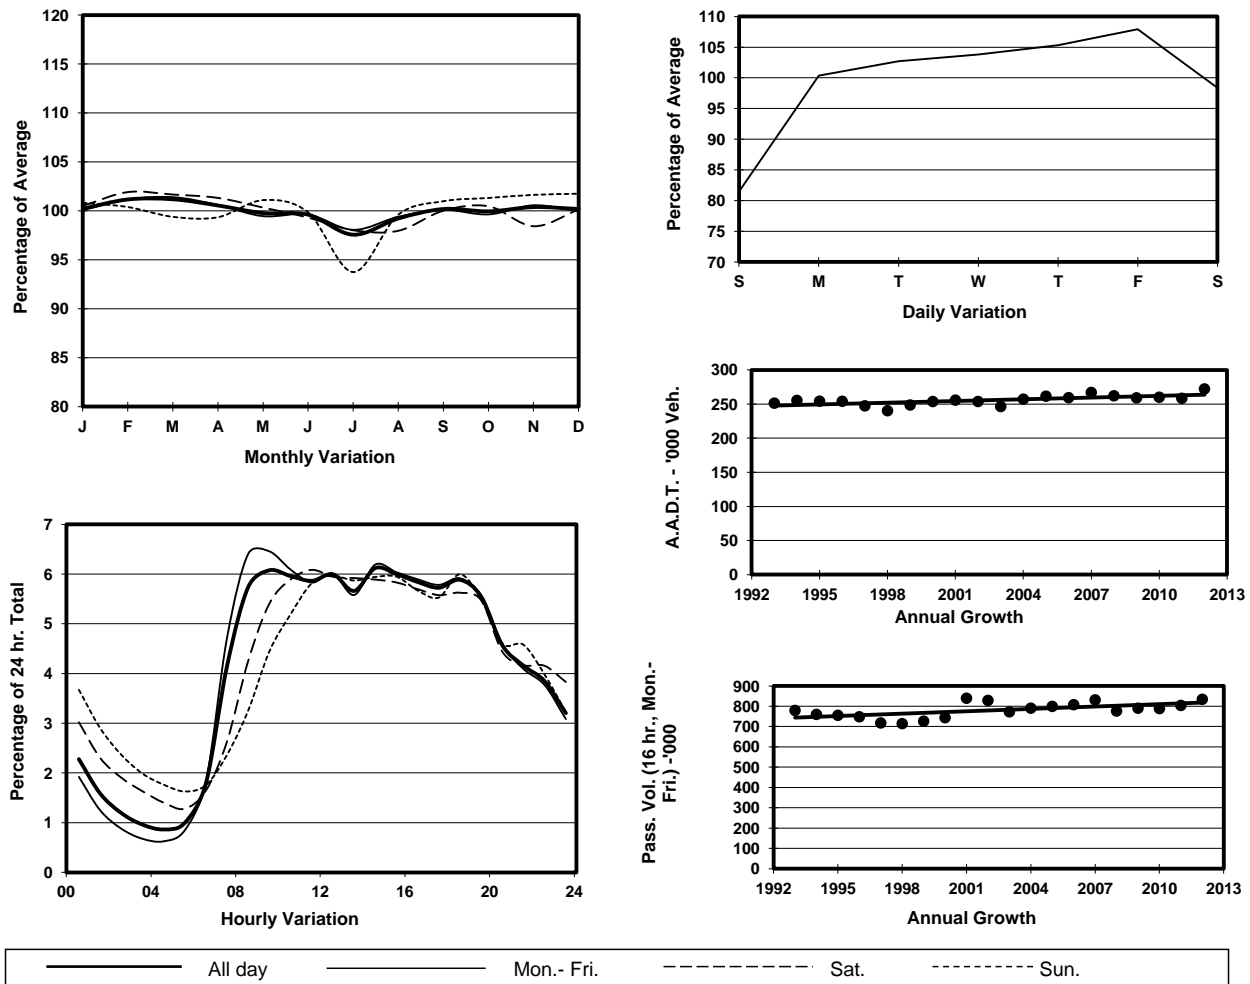 120
115
110
105
100
95
90
85
80
Percentage of Average
J F M A M J J A S O N D
Monthly Variation
110
105
100
95
90
85
80
75
70
Percentage of Average
S M T W T F S
Daily Variation
300
250
200
150
100
50
0
A.A.D.T. - '000 Veh.
1992 1995 1998 2001 2004 2007 2010 2013
Annual Growth
7
6
5
4
3
2
1
0
Percentage of 24 hr. Total
00 04 08 12 16 20 24
Hourly Variation
900
800
700
600
500
400
300
200
100
0
Pass. Vol. (16 hr., Mon.-
Fri.) -'000
1992 1995 1998 2001 2004 2007 2010 2013
Annual Growth
All day Mon.- Fri. Sat. Sun.